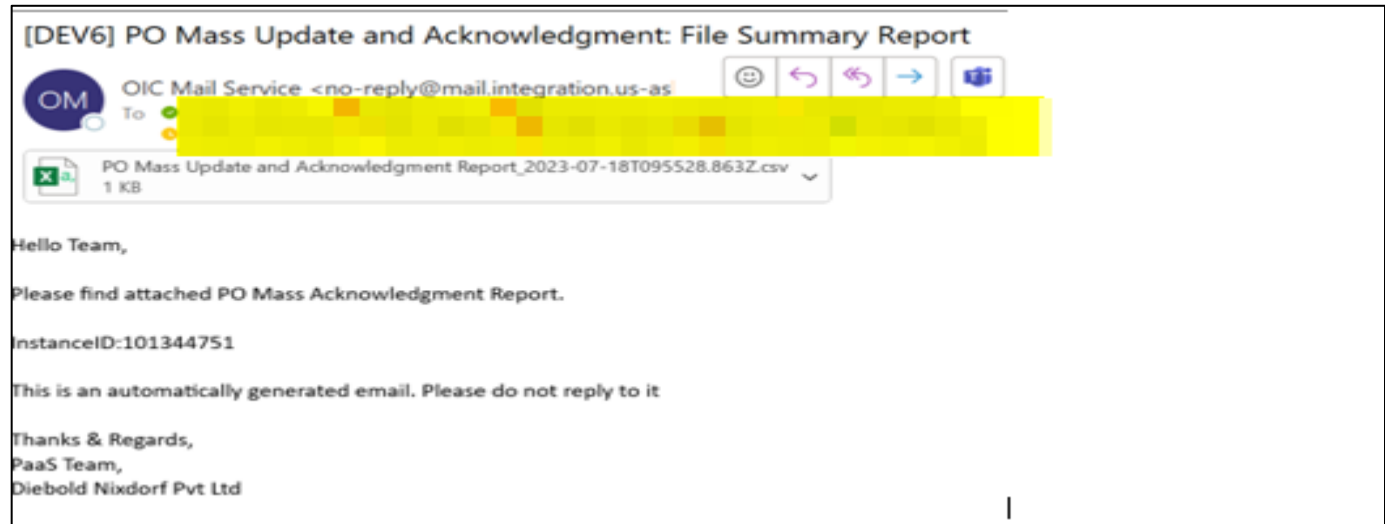 [DEV6] PO Mass Update and Acknowledgment: File Summary Report
OM
OIC Mail Service <no-reply@mail.integration.us-as
To
PO Mass Update and Acknowledgment Report_2023-07-18T095528.863Z.csv
1 KB
Hello Team,
Please find attached PO Mass Acknowledgment Report.
InstanceID:101344751
This is an automatically generated email. Please do not reply to it
Thanks & Regards,
PaaS Team,
Diebold Nixdorf Pvt Ltd